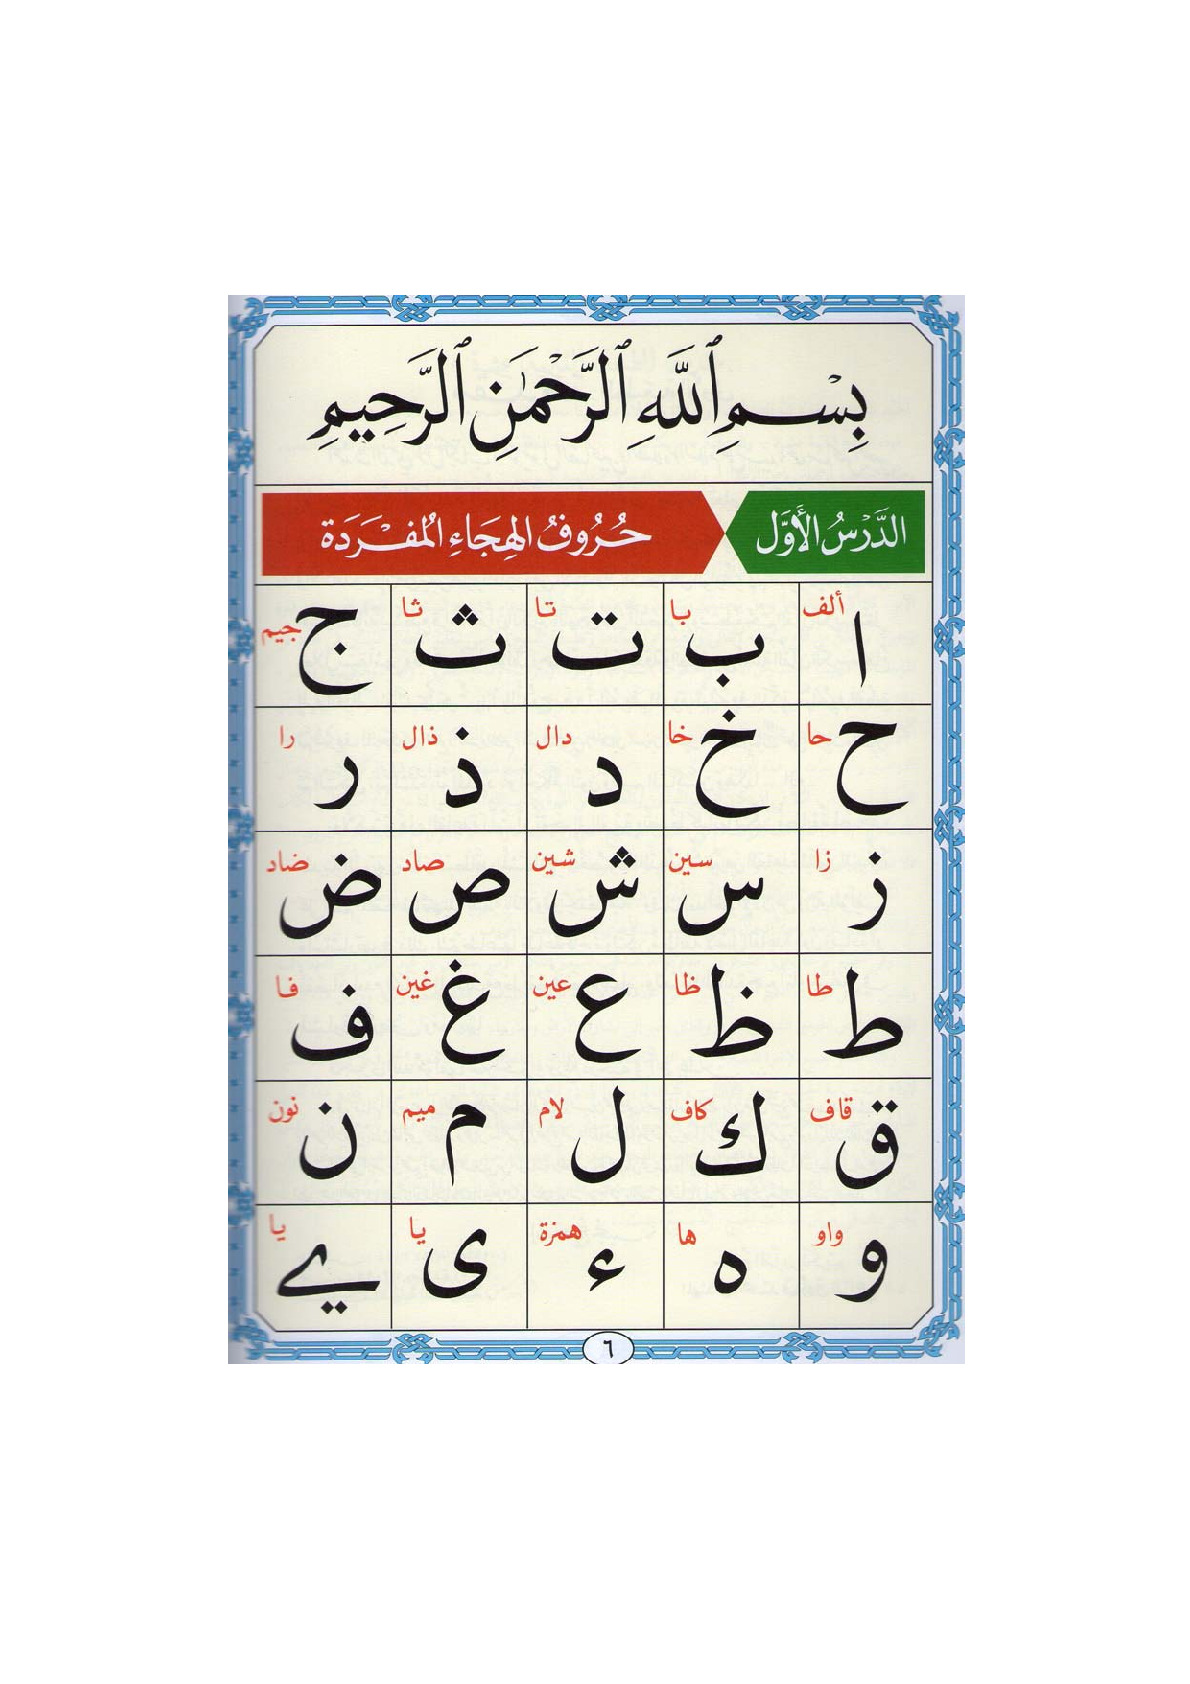 بِسْمِ ٱللَّهِ ٱلرَّحْمَٰنِ ٱلرَّحِيمِ
الدَّرْسُ الأَوَّل حُرُوفُ الهِجَاءِ المُفْرَدَة
ألف ا با ب تا ت ثا ث جيم ج
حا ح خا خ دال د ذال ذ را ر
زا ز سين س شين ش صاد ص ضاد ض
طا ط ظا ظ عين ع غين غ فا ف
قاف ق كاف ك لام ل ميم م نون ن
واو و ها ه همزة ء يا ى يا ي
٦